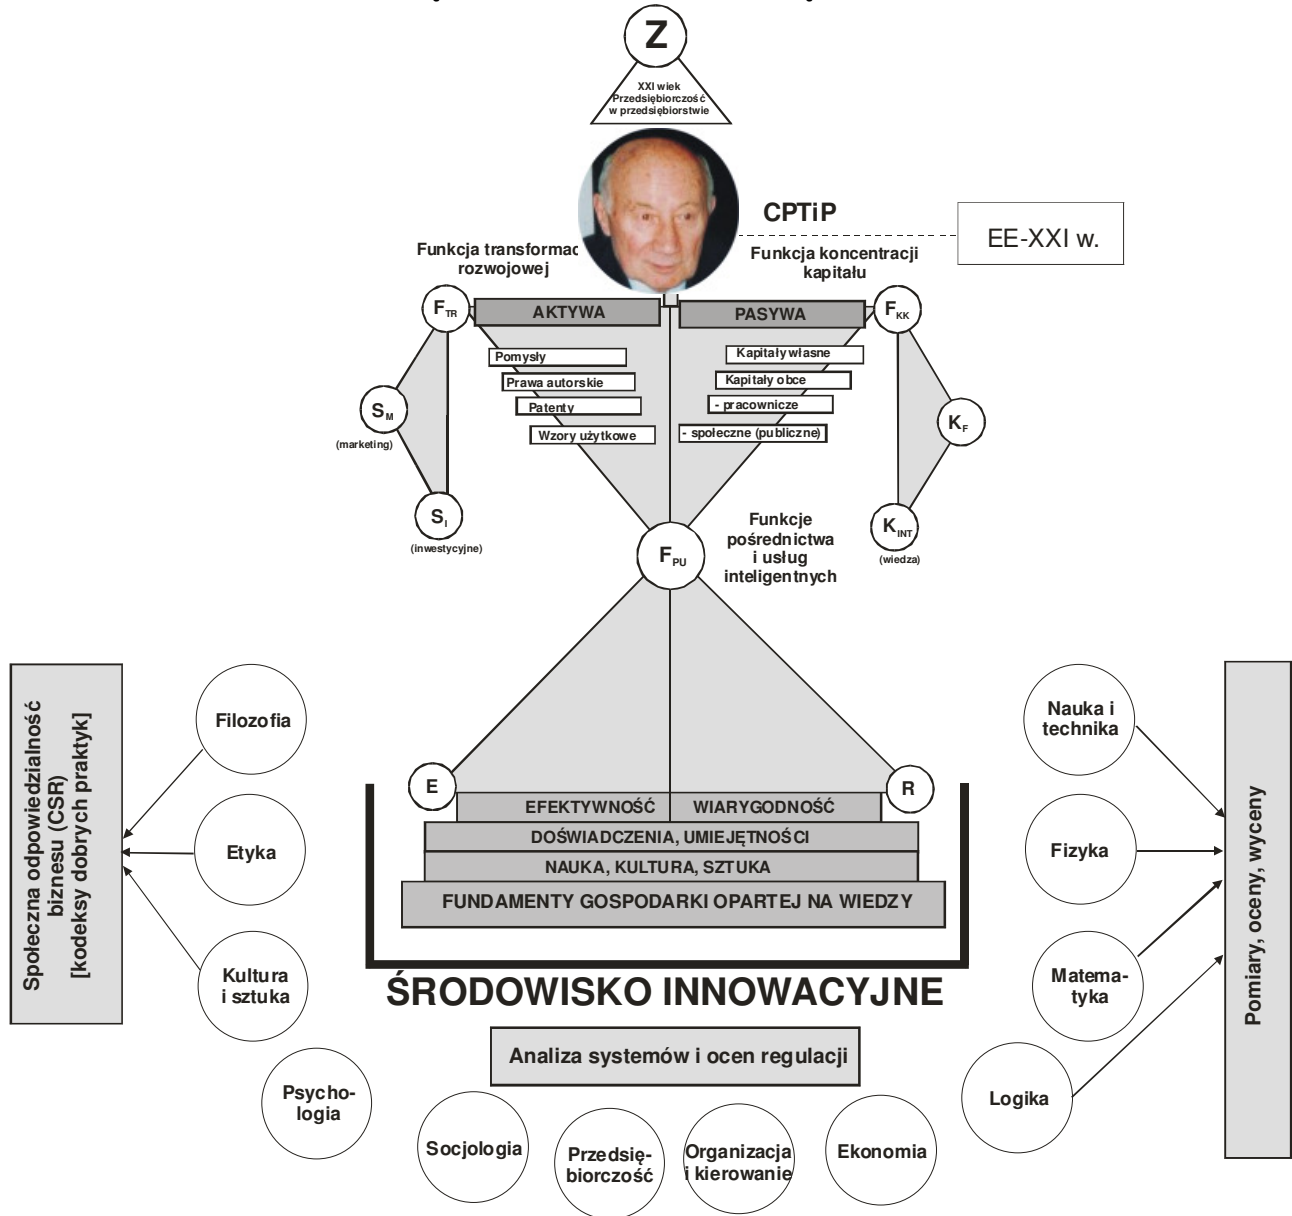 Z
XXI wiek
Przedsiębiorczość
w przedsiębiorstwie
CPTiP
EE-XXI w.
Funkcja transformac
rozwojowej
Funkcja koncentracji
kapitału
F TR
AKTYWA
PASYWA
F KK
Pomysły
Prawa autorskie
Patenty
Wzory użytkowe
Kapitały własne
Kapitały obce
- pracownicze
- społeczne (publiczne)
S M
(marketing)
S I
(inwestycyjne)
K F
K INT
(wiedza)
F PU
Funkcje
pośrednictwa
i usług
inteligentnych
Społeczna odpowiedzialność
biznesu (CSR)
[kodeksy dobrych praktyk]
Filozofia
Etyka
Kultura
i sztuka
E
R
EFEKTYWNOŚĆ
WIARYGODNOŚĆ
DOŚWIADCZENIA, UMIEJĘTNOŚCI
NAUKA, KULTURA, SZTUKA
FUNDAMENTY GOSPODARKI OPARTEJ NA WIEDZY
ŚRODOWISKO INNOWACYJNE
Nauka i
technika
Fizyka
Matema-
tyka
Logika
Pomiary, oceny, wyceny
Analiza systemów i ocen regulacji
Psycho-
logia
Socjologia
Przedsię-
biorczość
Organizacja
i kierowanie
Ekonomia